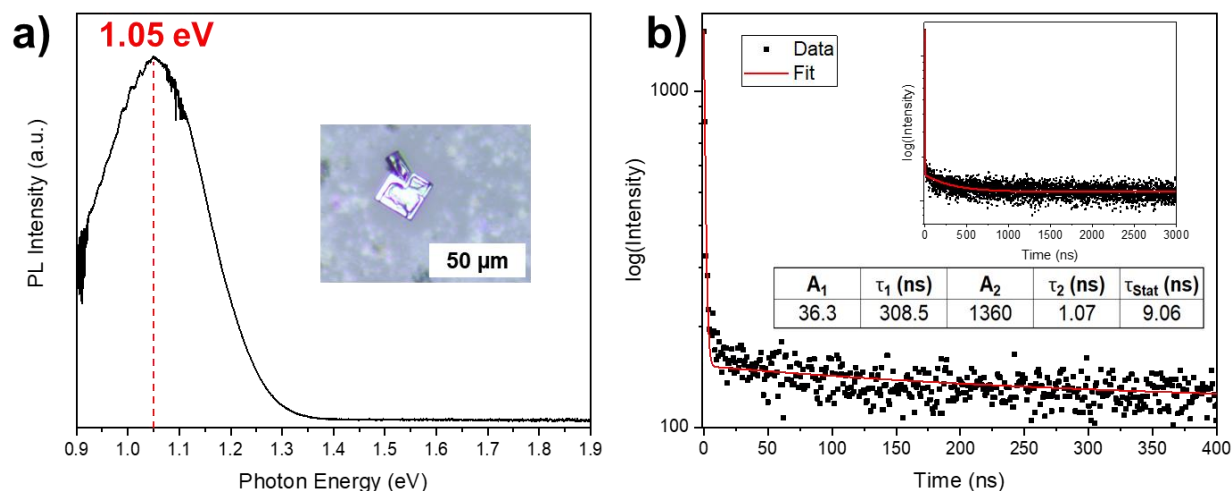 a)
1.05 eV
PL Intensity (a.u.)
50 µm
0.9 1.0 1.1 1.2 1.3 1.4 1.5 1.6 1.7 1.8 1.9
Photon Energy (eV)
b)
Data
Fit
log(Intensity)
1000
100
0 50 100 150 200 250 300 350 400
Time (ns)
log(Intensity)
0 500 1000 1500 2000 2500 3000
Time (ns)
A₁ τ₁ (ns) A₂ τ₂ (ns) τStat (ns)
36.3 308.5 1360 1.07 9.06